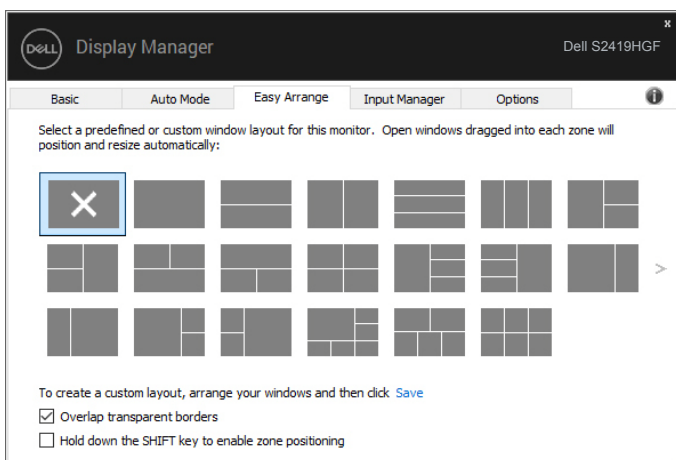 x
DELL Display Manager Dell S2419HGF
Basic Auto Mode Easy Arrange Input Manager Options i
Select a predefined or custom window layout for this monitor. Open windows dragged into each zone will
position and resize automatically:
>
To create a custom layout, arrange your windows and then click Save
Overlap transparent borders
Hold down the SHIFT key to enable zone positioning